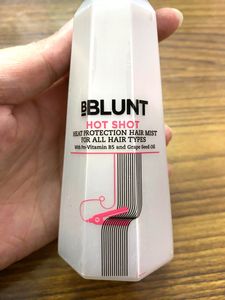 BBLUNT
HOT SHOT
HEAT PROTECTION HAIR MIST
FOR ALL HAIR TYPES
With Pro-Vitamin B5 and Grape Seed Oil